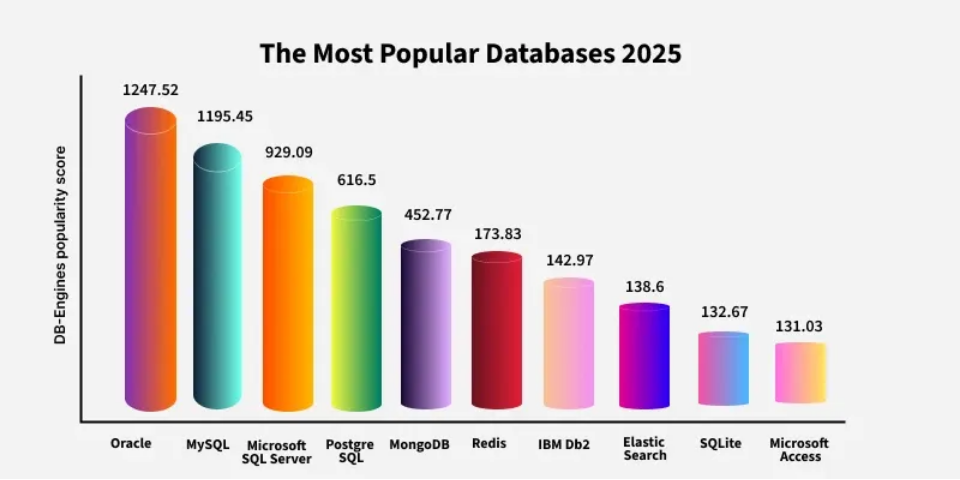 The Most Popular Databases 2025
DB-Engines popularity score
1247.52
1195.45
929.09
616.5
452.77
173.83
142.97
138.6
132.67
131.03
Oracle
MySQL
Microsoft
SQL Server
Postgre
SQL
MongoDB
Redis
IBM Db2
Elastic
Search
SQLite
Microsoft
Access